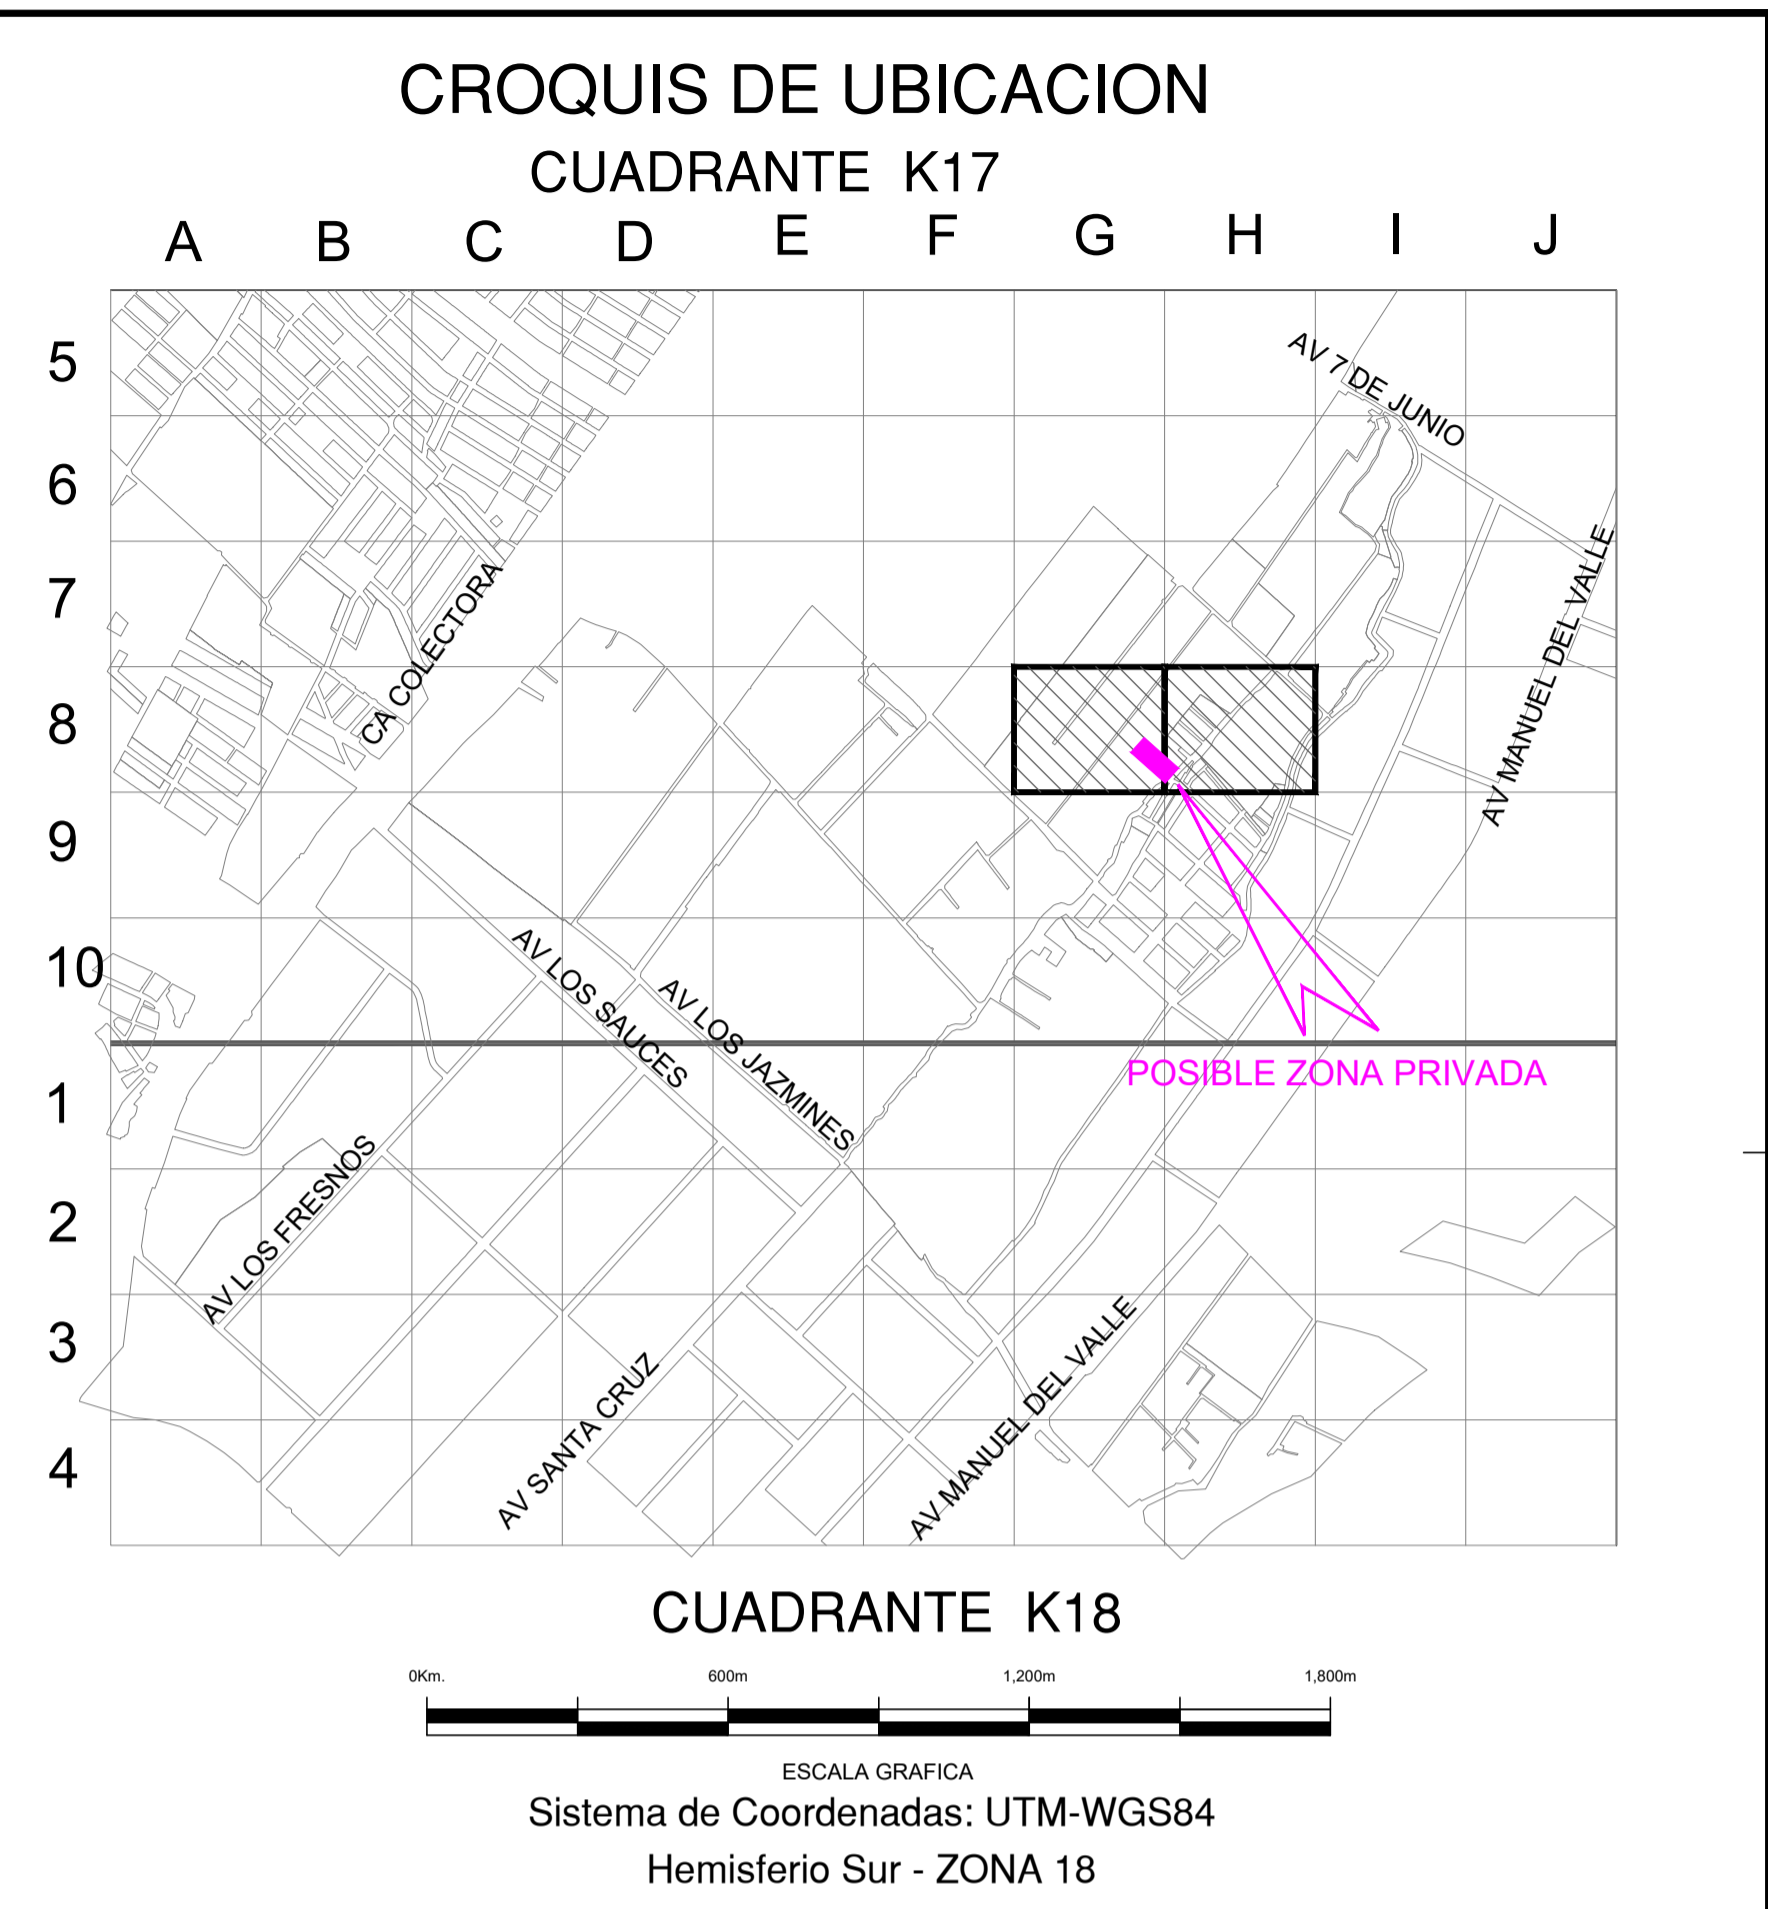 CROQUIS DE UBICACION
CUADRANTE K17
A B C D E F G H I J
5
AV 7 DE JUNIO
6
7
CA COLECTORA
AV MANUEL DEL VALLE
8
9
10
AV LOS SAUCES
AV LOS JAZMINES
POSIBLE ZONA PRIVADA
1
AV LOS FRESNOS
2
3
AV SANTA CRUZ
AV MANUEL DEL VALLE
4
CUADRANTE K18
0Km. 600m 1,200m 1,800m
ESCALA GRAFICA
Sistema de Coordenadas: UTM-WGS84
Hemisferio Sur - ZONA 18